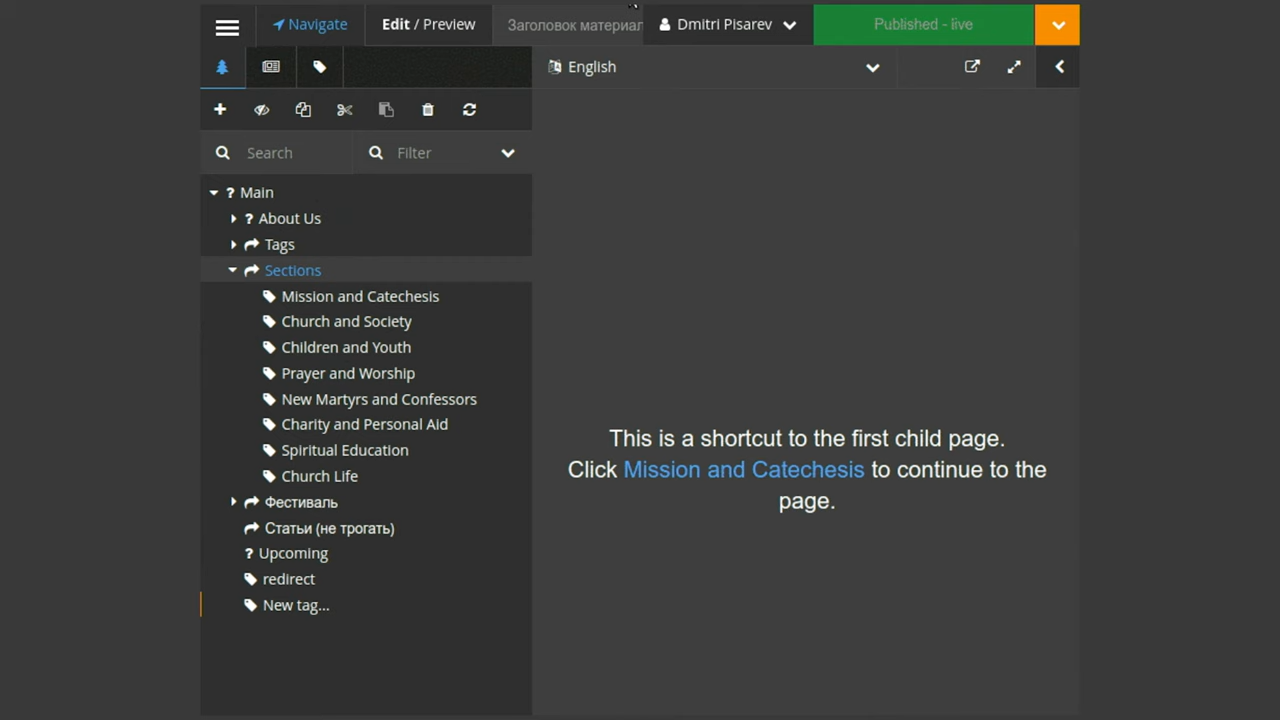 Navigate
Edit / Preview
Заголовок материал
Dmitri Pisarev
Published - live
English
Search
Filter
? Main
? About Us
Tags
Sections
Mission and Catechesis
Church and Society
Children and Youth
Prayer and Worship
New Martyrs and Confessors
Charity and Personal Aid
Spiritual Education
Church Life
Фестиваль
Статьи (не трогать)
? Upcoming
redirect
New tag...
This is a shortcut to the first child page.
Click Mission and Catechesis to continue to the
page.